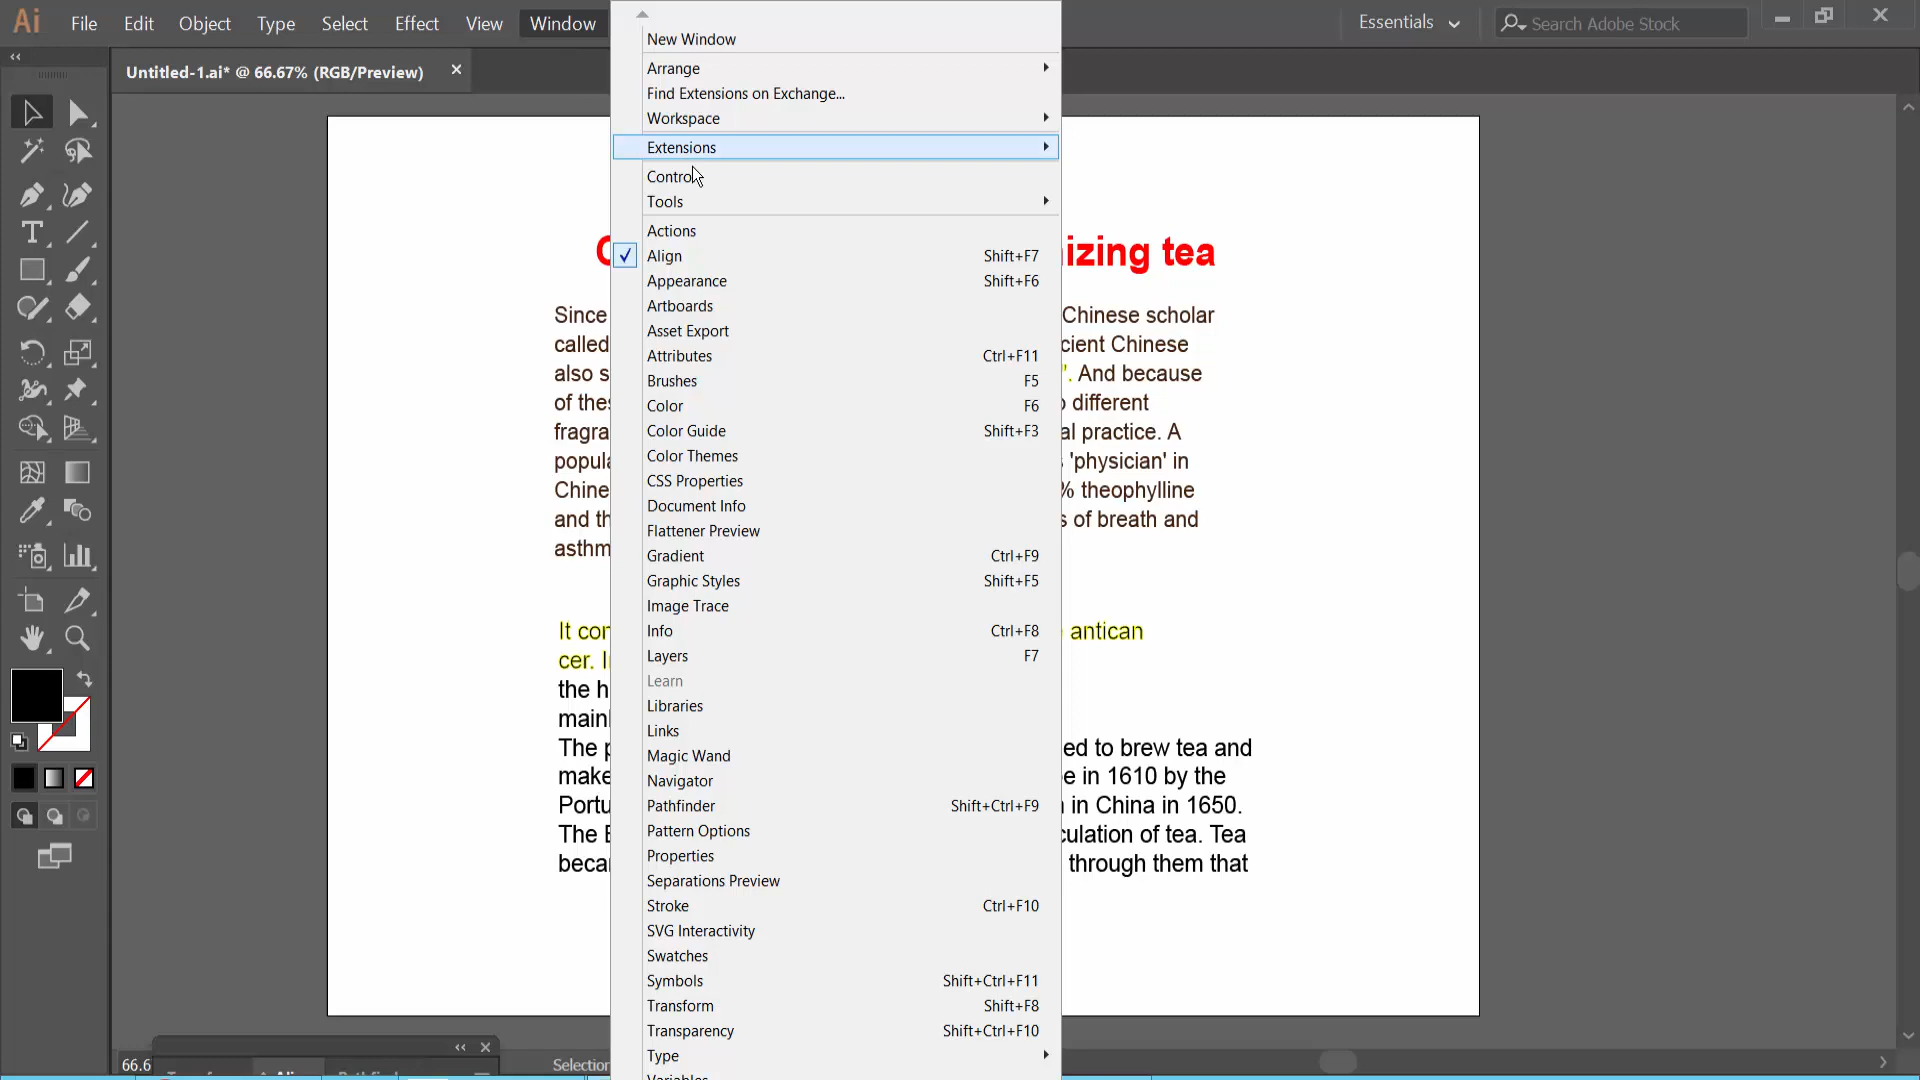 Ai File Edit Object Type Select Effect View Window
Essentials
Search Adobe Stock
Untitled-1.ai* @ 66.67% (RGB/Preview)
New Window
Arrange
Find Extensions on Exchange...
Workspace
Extensions
Control
Tools
Actions
Align Shift+F7
Appearance Shift+F6
Artboards
Asset Export
Attributes Ctrl+F11
Brushes F5
Color F6
Color Guide Shift+F3
Color Themes
CSS Properties
Document Info
Flattener Preview
Gradient Ctrl+F9
Graphic Styles Shift+F5
Image Trace
Info Ctrl+F8
Layers F7
Learn
Libraries
Links
Magic Wand
Navigator
Pathfinder Shift+Ctrl+F9
Pattern Options
Properties
Separations Preview
Stroke Ctrl+F10
SVG Interactivity
Swatches
Symbols Shift+Ctrl+F11
Transform Shift+F8
Transparency Shift+Ctrl+F10
Type
izing tea
Since Chinese scholar
called cient Chinese
also s ". And because
of thes different
fragra al practice. A
popula 'physician' in
Chine % theophylline
and th s of breath and
asthm
It con antican
cer. I
the h
main
The p ed to brew tea and
make e in 1610 by the
Portu in China in 1650.
The culation of tea. Tea
beca through them that
66.6
Selection